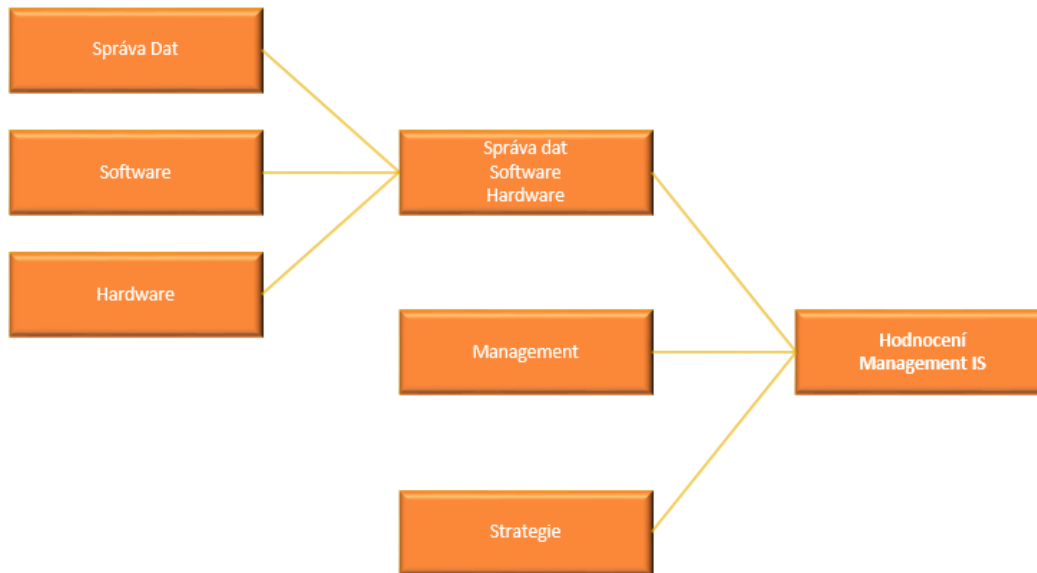 Správa Dat
Software
Hardware
Správa dat
Software
Hardware
Management
Strategie
Hodnocení
Management IS